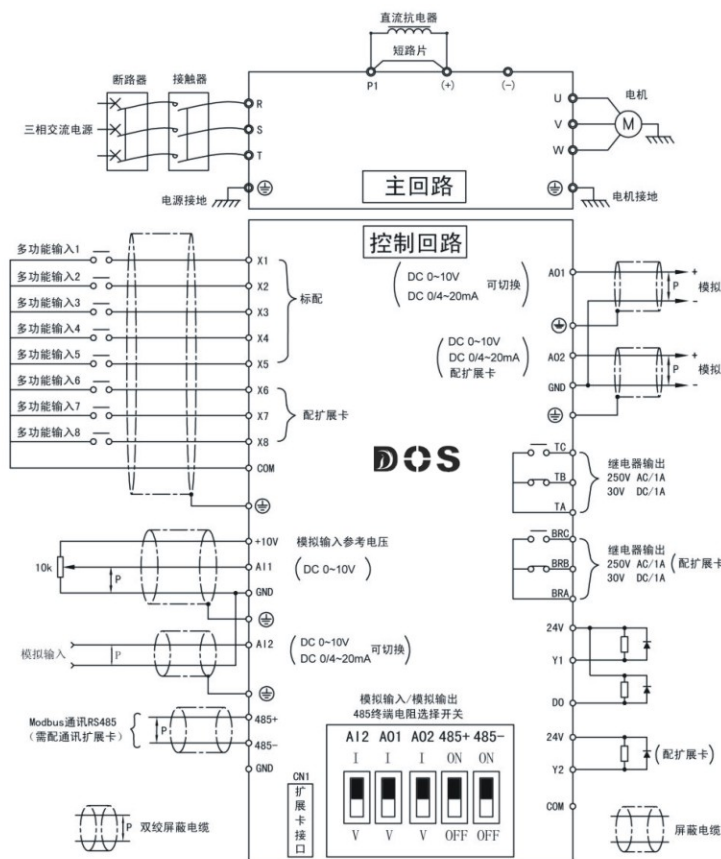 直流抗电器
短路片
P1
(+)
(-)
断路器
接触器
三相交流电源
R
S
T
电源接地
主回路
U
V
W
电机
M
电机接地
控制回路
多功能输入1
多功能输入2
多功能输入3
多功能输入4
多功能输入5
多功能输入6
多功能输入7
多功能输入8
X1
X2
X3
X4
X5
X6
X7
X8
COM
标配
配扩展卡
DC 0~10V
DC 0/4~20mA
可切换
AO1
P
+
-
模拟
DC 0~10V
DC 0/4~20mA
配扩展卡
AO2
GND
P
+
-
模拟
DOS
TC
TB
TA
继电器输出
250V AC/1A
30V DC/1A
BRC
BRB
BRA
继电器输出
250V AC/1A
30V DC/1A
(配扩展卡
10k
P
+10V
模拟输入参考电压
AI1
(DC 0~10V)
GND
模拟输入
P
AI2
DC 0~10V
DC 0/4~20mA
可切换
Modbus通讯RS485
(需配通讯扩展卡)
P
485+
485-
GND
24V
Y1
DO
24V
Y2
(配扩展卡)
COM
模拟输入/模拟输出
485终端电阻选择开关
AI2 AO1 AO2 485+ 485-
I I I ON ON
V V V OFF OFF
CN1
扩展卡接口
P
双绞屏蔽电缆
屏蔽电缆